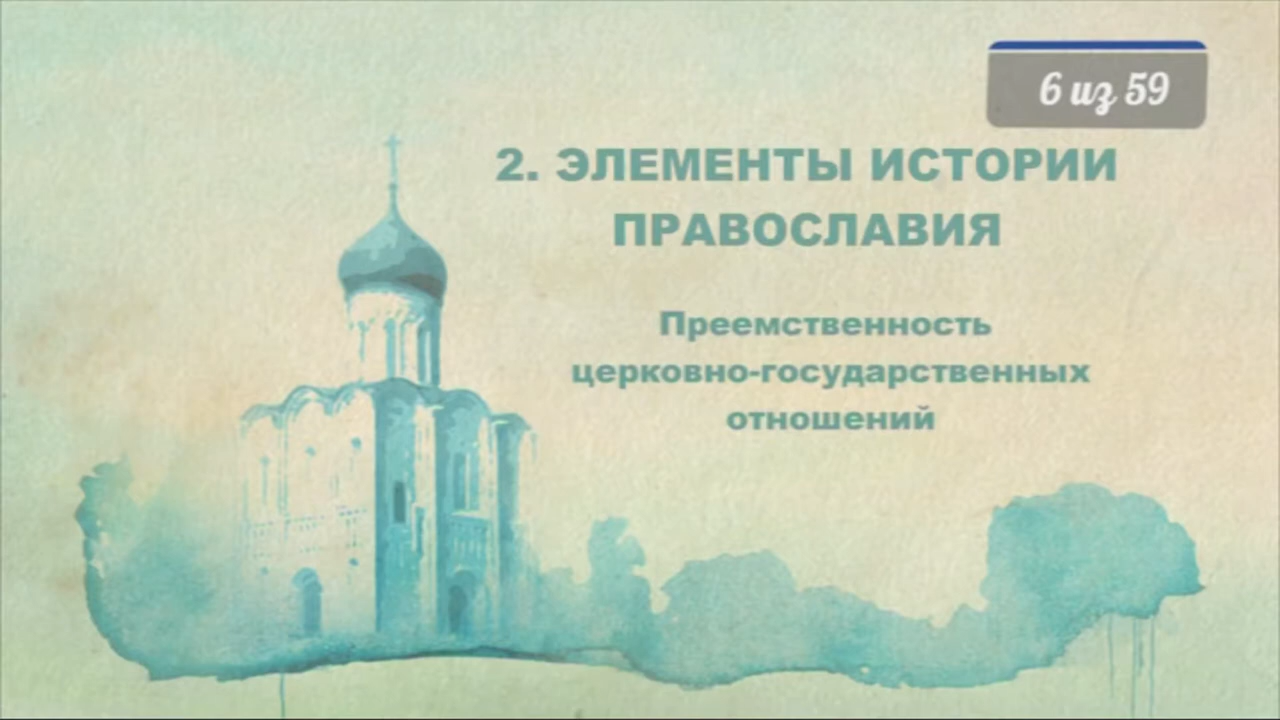 6 из 59
2. ЭЛЕМЕНТЫ ИСТОРИИ
ПРАВОСЛАВИЯ
Преемственность
церковно-государственных
отношений